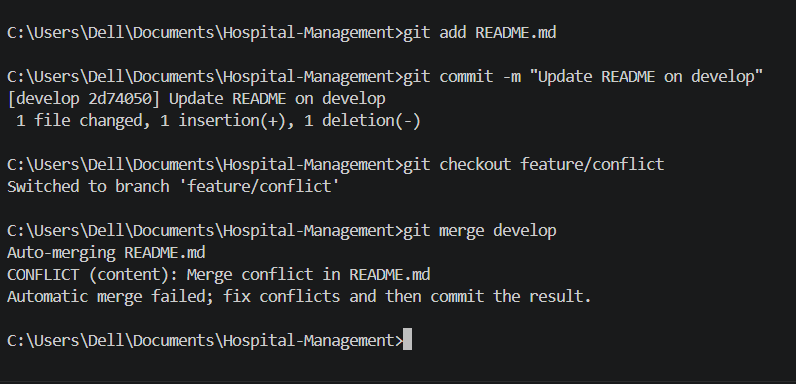 C:\Users\Dell\Documents\Hospital-Management>git add README.md
C:\Users\Dell\Documents\Hospital-Management>git commit -m "Update README on develop"
[develop 2d74050] Update README on develop
 1 file changed, 1 insertion(+), 1 deletion(-)
C:\Users\Dell\Documents\Hospital-Management>git checkout feature/conflict
Switched to branch 'feature/conflict'
C:\Users\Dell\Documents\Hospital-Management>git merge develop
Auto-merging README.md
CONFLICT (content): Merge conflict in README.md
Automatic merge failed; fix conflicts and then commit the result.
C:\Users\Dell\Documents\Hospital-Management>